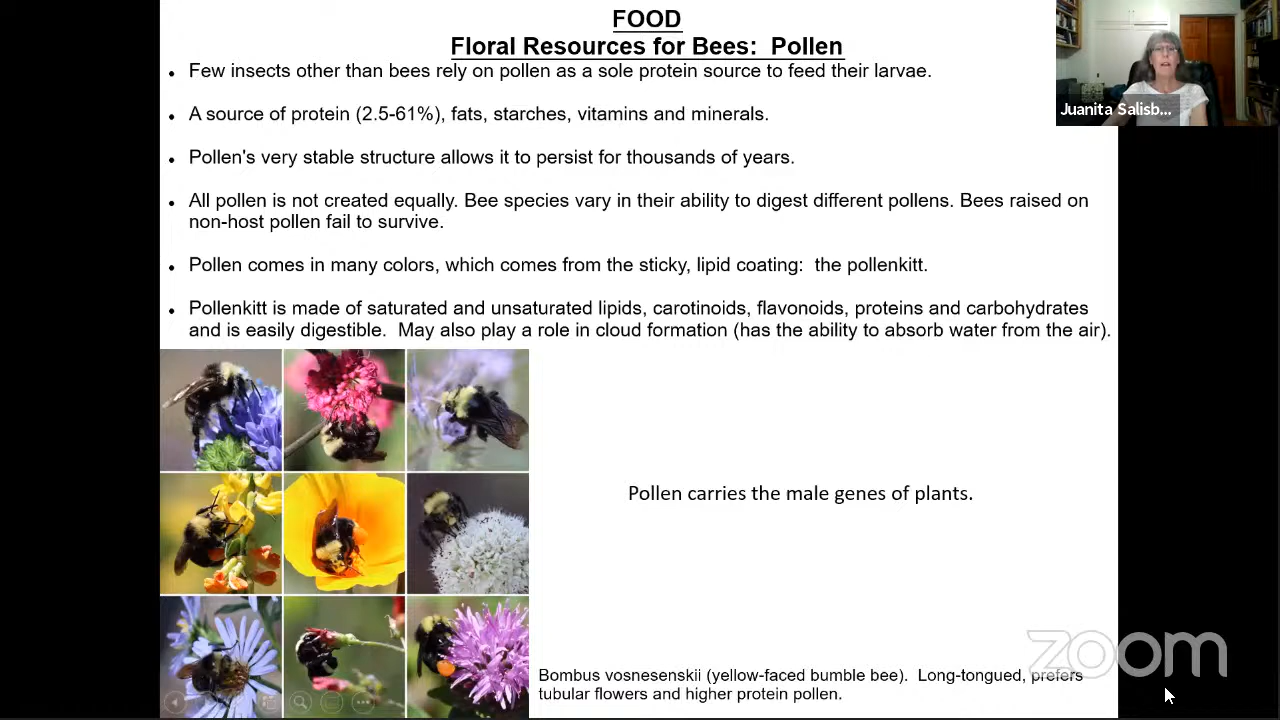 FOOD
Floral Resources for Bees: Pollen
• Few insects other than bees rely on pollen as a sole protein source to feed their larvae.
• A source of protein (2.5-61%), fats, starches, vitamins and minerals.
• Pollen's very stable structure allows it to persist for thousands of years.
• All pollen is not created equally. Bee species vary in their ability to digest different pollens. Bees raised on
non-host pollen fail to survive.
• Pollen comes in many colors, which comes from the sticky, lipid coating: the pollenkitt.
• Pollenkitt is made of saturated and unsaturated lipids, carotinoids, flavonoids, proteins and carbohydrates
and is easily digestible. May also play a role in cloud formation (has the ability to absorb water from the air).
Juanita Salisb...
Pollen carries the male genes of plants.
Bombus vosnesenskii (yellow-faced bumble bee). Long-tongued, prefers
tubular flowers and higher protein pollen.
zoom